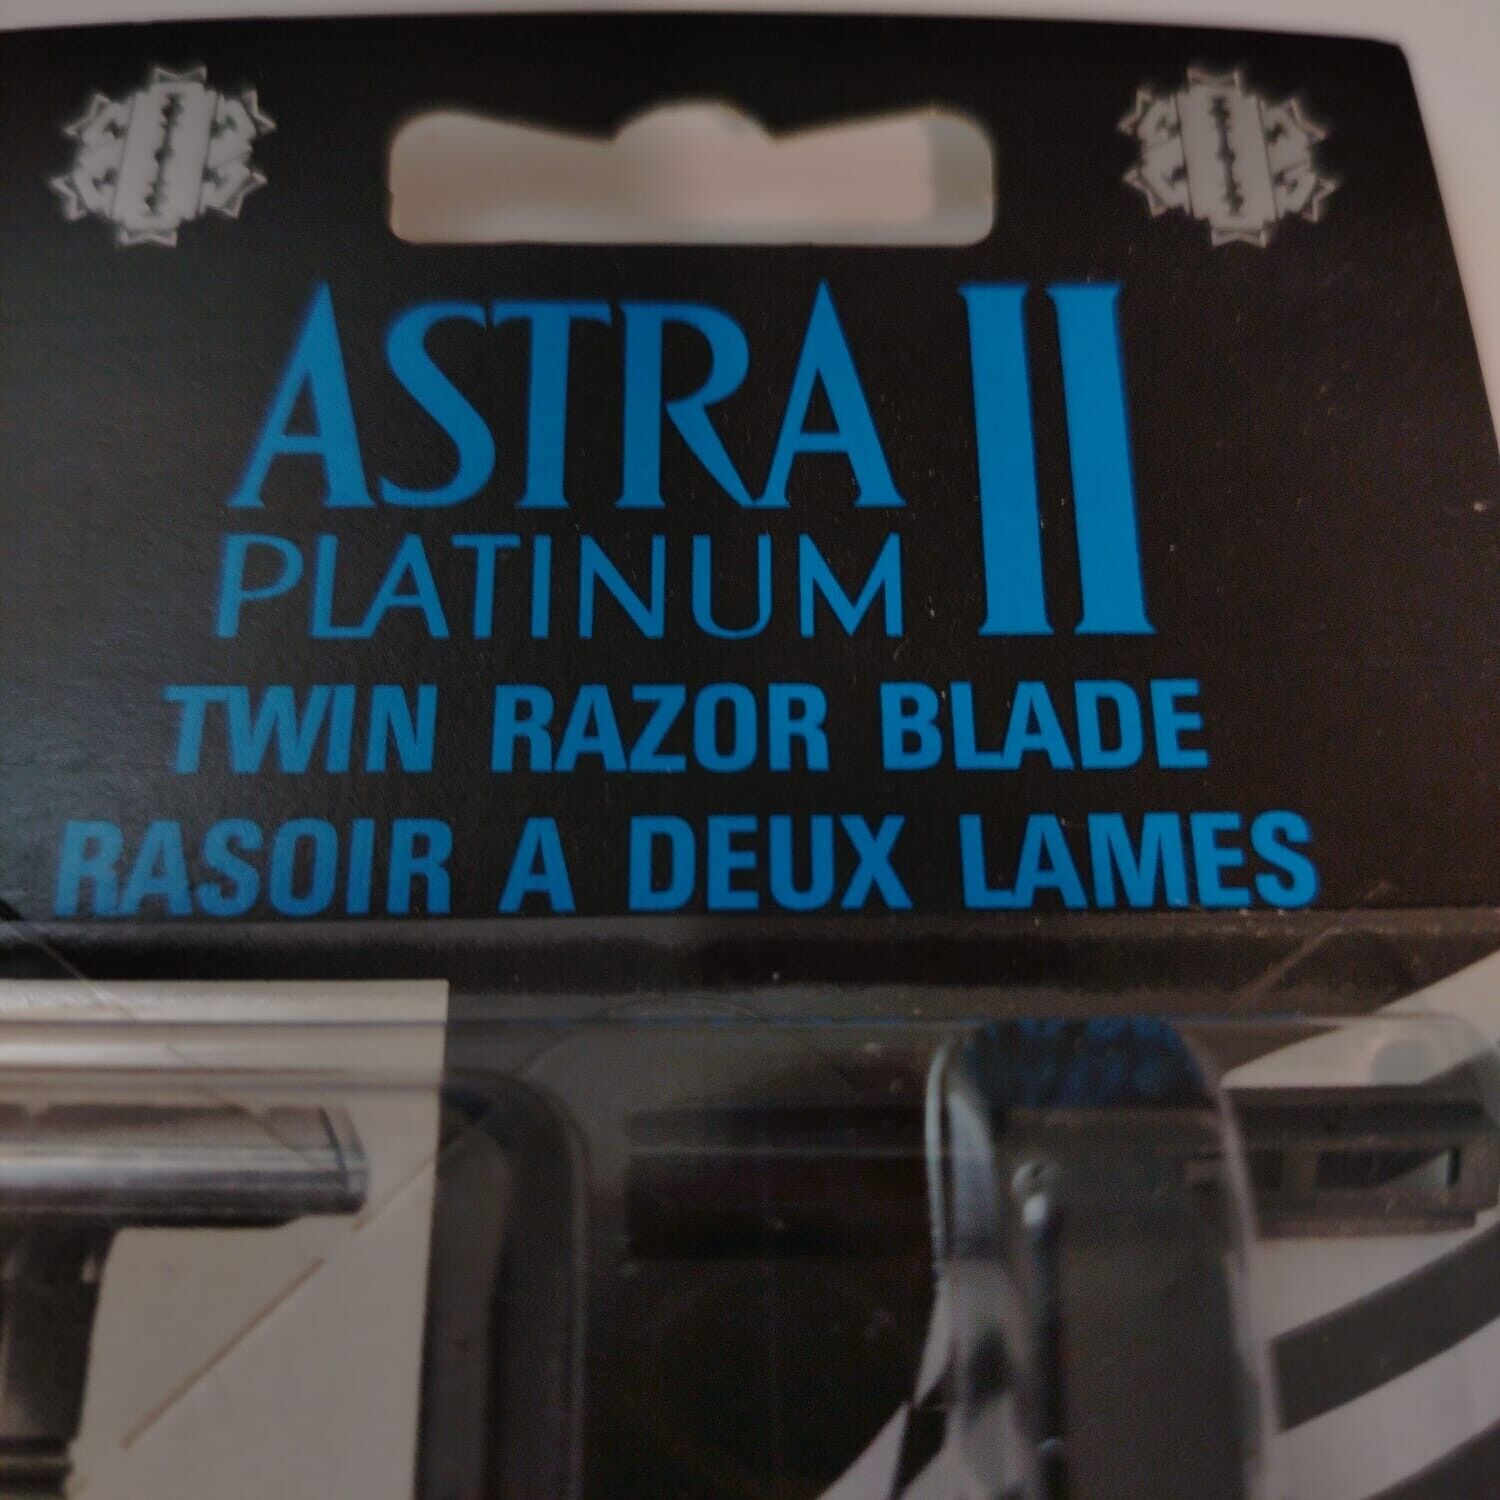 ASTRA II
PLATINUM
TWIN RAZOR BLADE
RASOIR A DEUX LAMES